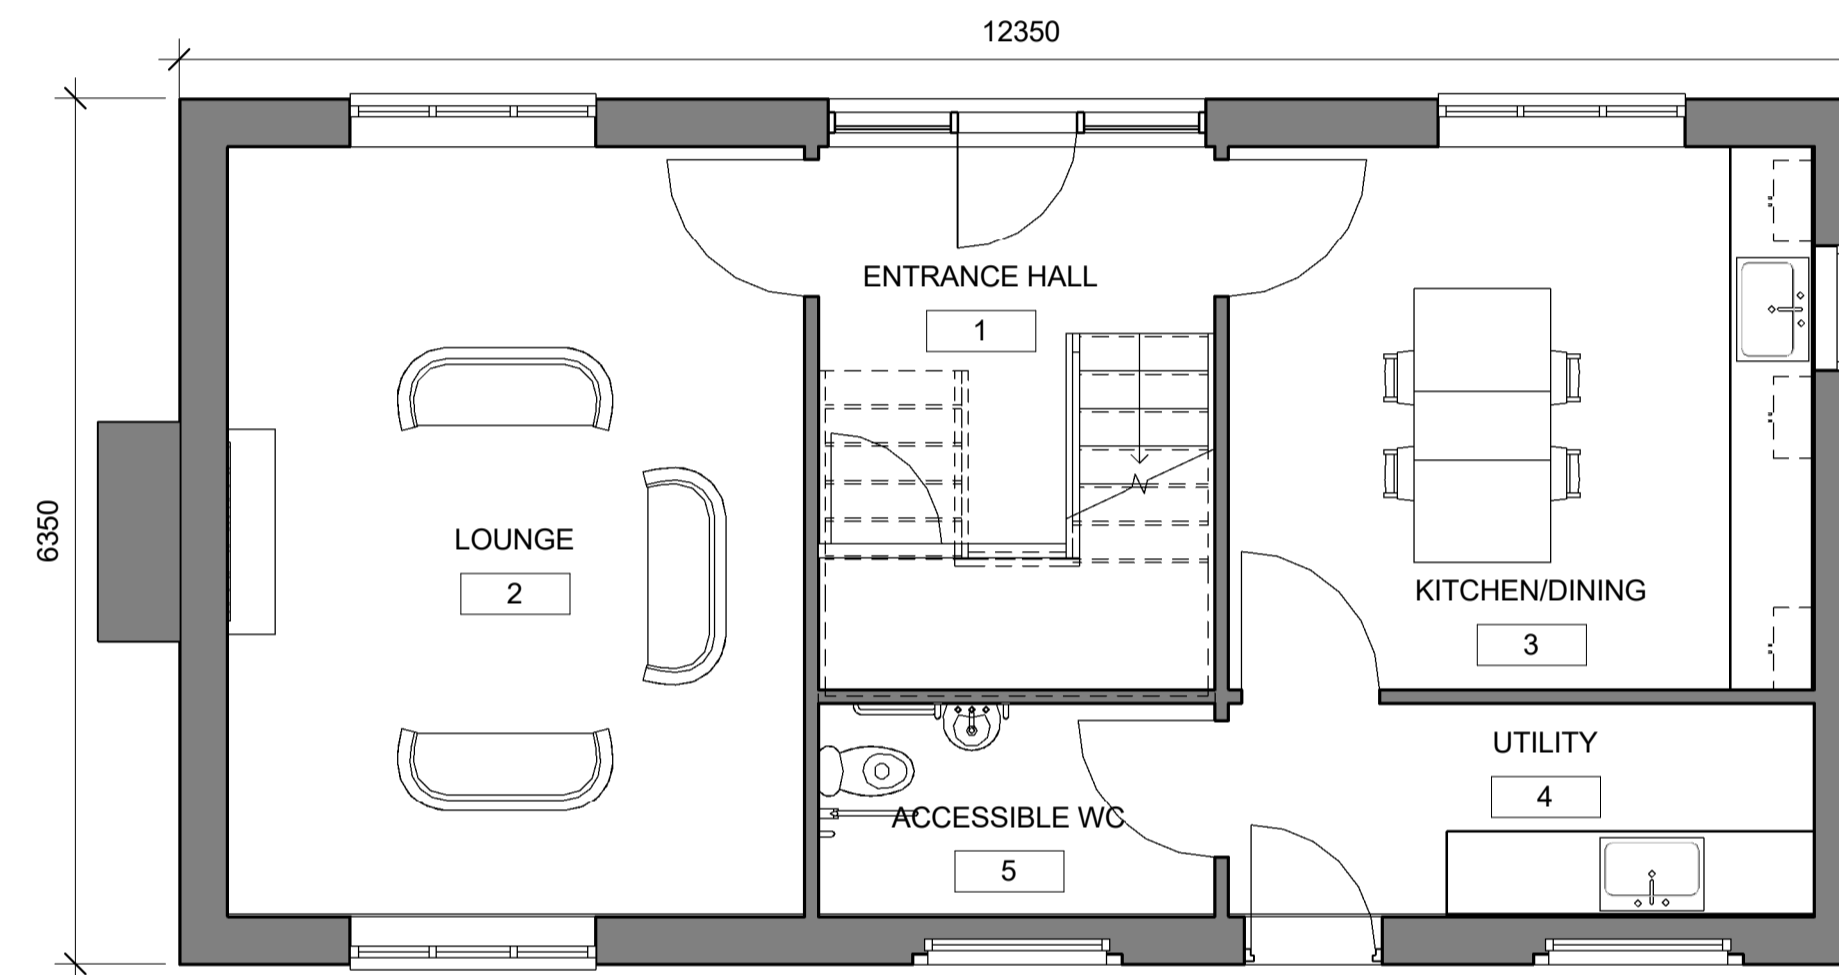 12350
6350
ENTRANCE HALL
1
LOUNGE
2
KITCHEN/DINING
3
UTILITY
4
ACCESSIBLE WC
5